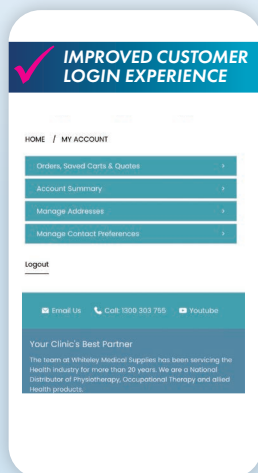 IMPROVED CUSTOMER
LOGIN EXPERIENCE
HOME / MY ACCOUNT
Orders, Saved Carts & Quotes
Account Summary
Manage Addresses
Manage Contact Preferences
Logout
Email Us Call: 1300 303 755 Youtube
Your Clinic's Best Partner
The team at Whiteley Medical Supplies has been servicing the
Health Industry for more than 20 years. We are a National
Distributor of Physiotherapy, Occupational Therapy and allied
Health products.